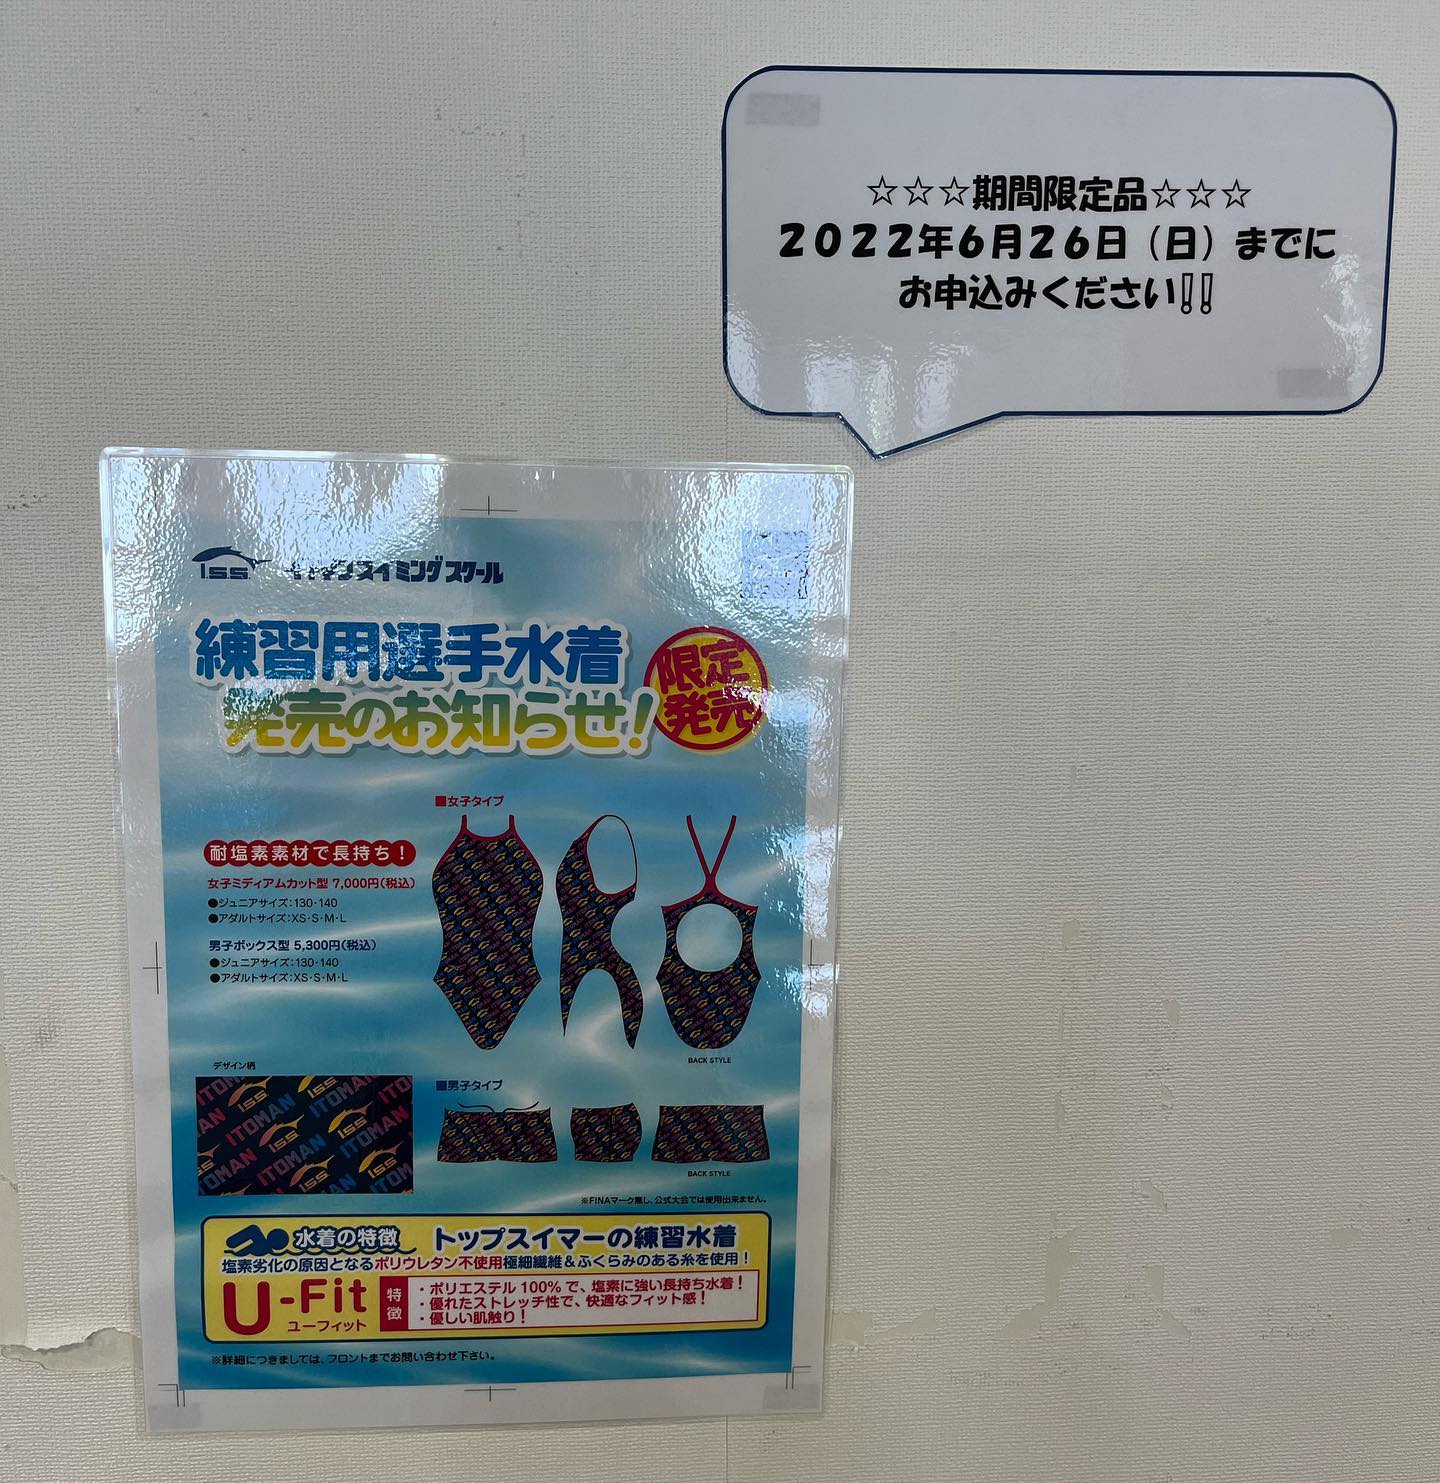 ☆☆☆期間限定品☆☆☆
2022年6月26日（日）までに
お申込みください!!
I.S.S. イトマンスイミングスクール
練習用選手水着
発売のお知らせ!
限定
発売
■女子タイプ
耐塩素素材で長持ち!
女子ミディアムカット型 7,000円(税込)
●ジュニアサイズ:130・140
●アダルトサイズ:XS・S・M・L
男子ボックス型 5,300円(税込)
●ジュニアサイズ:130・140
●アダルトサイズ:XS・S・M・L
BACK STYLE
デザイン柄
ITOMAN I.S.S
■男子タイプ
BACK STYLE
※FINAマーク無し、公式大会では使用出来ません。
水着の特徴 トップスイマーの練習水着
塩素劣化の原因となるポリウレタン不使用極細繊維&ふくらみのある糸を使用!
U-Fit
ユーフィット
特徴
・ポリエステル100%で、塩素に強い長持ち水着!
・優れたストレッチ性で、快適なフィット感!
・優しい肌触り!
※詳細につきましては、フロントまでお問い合わせ下さい。